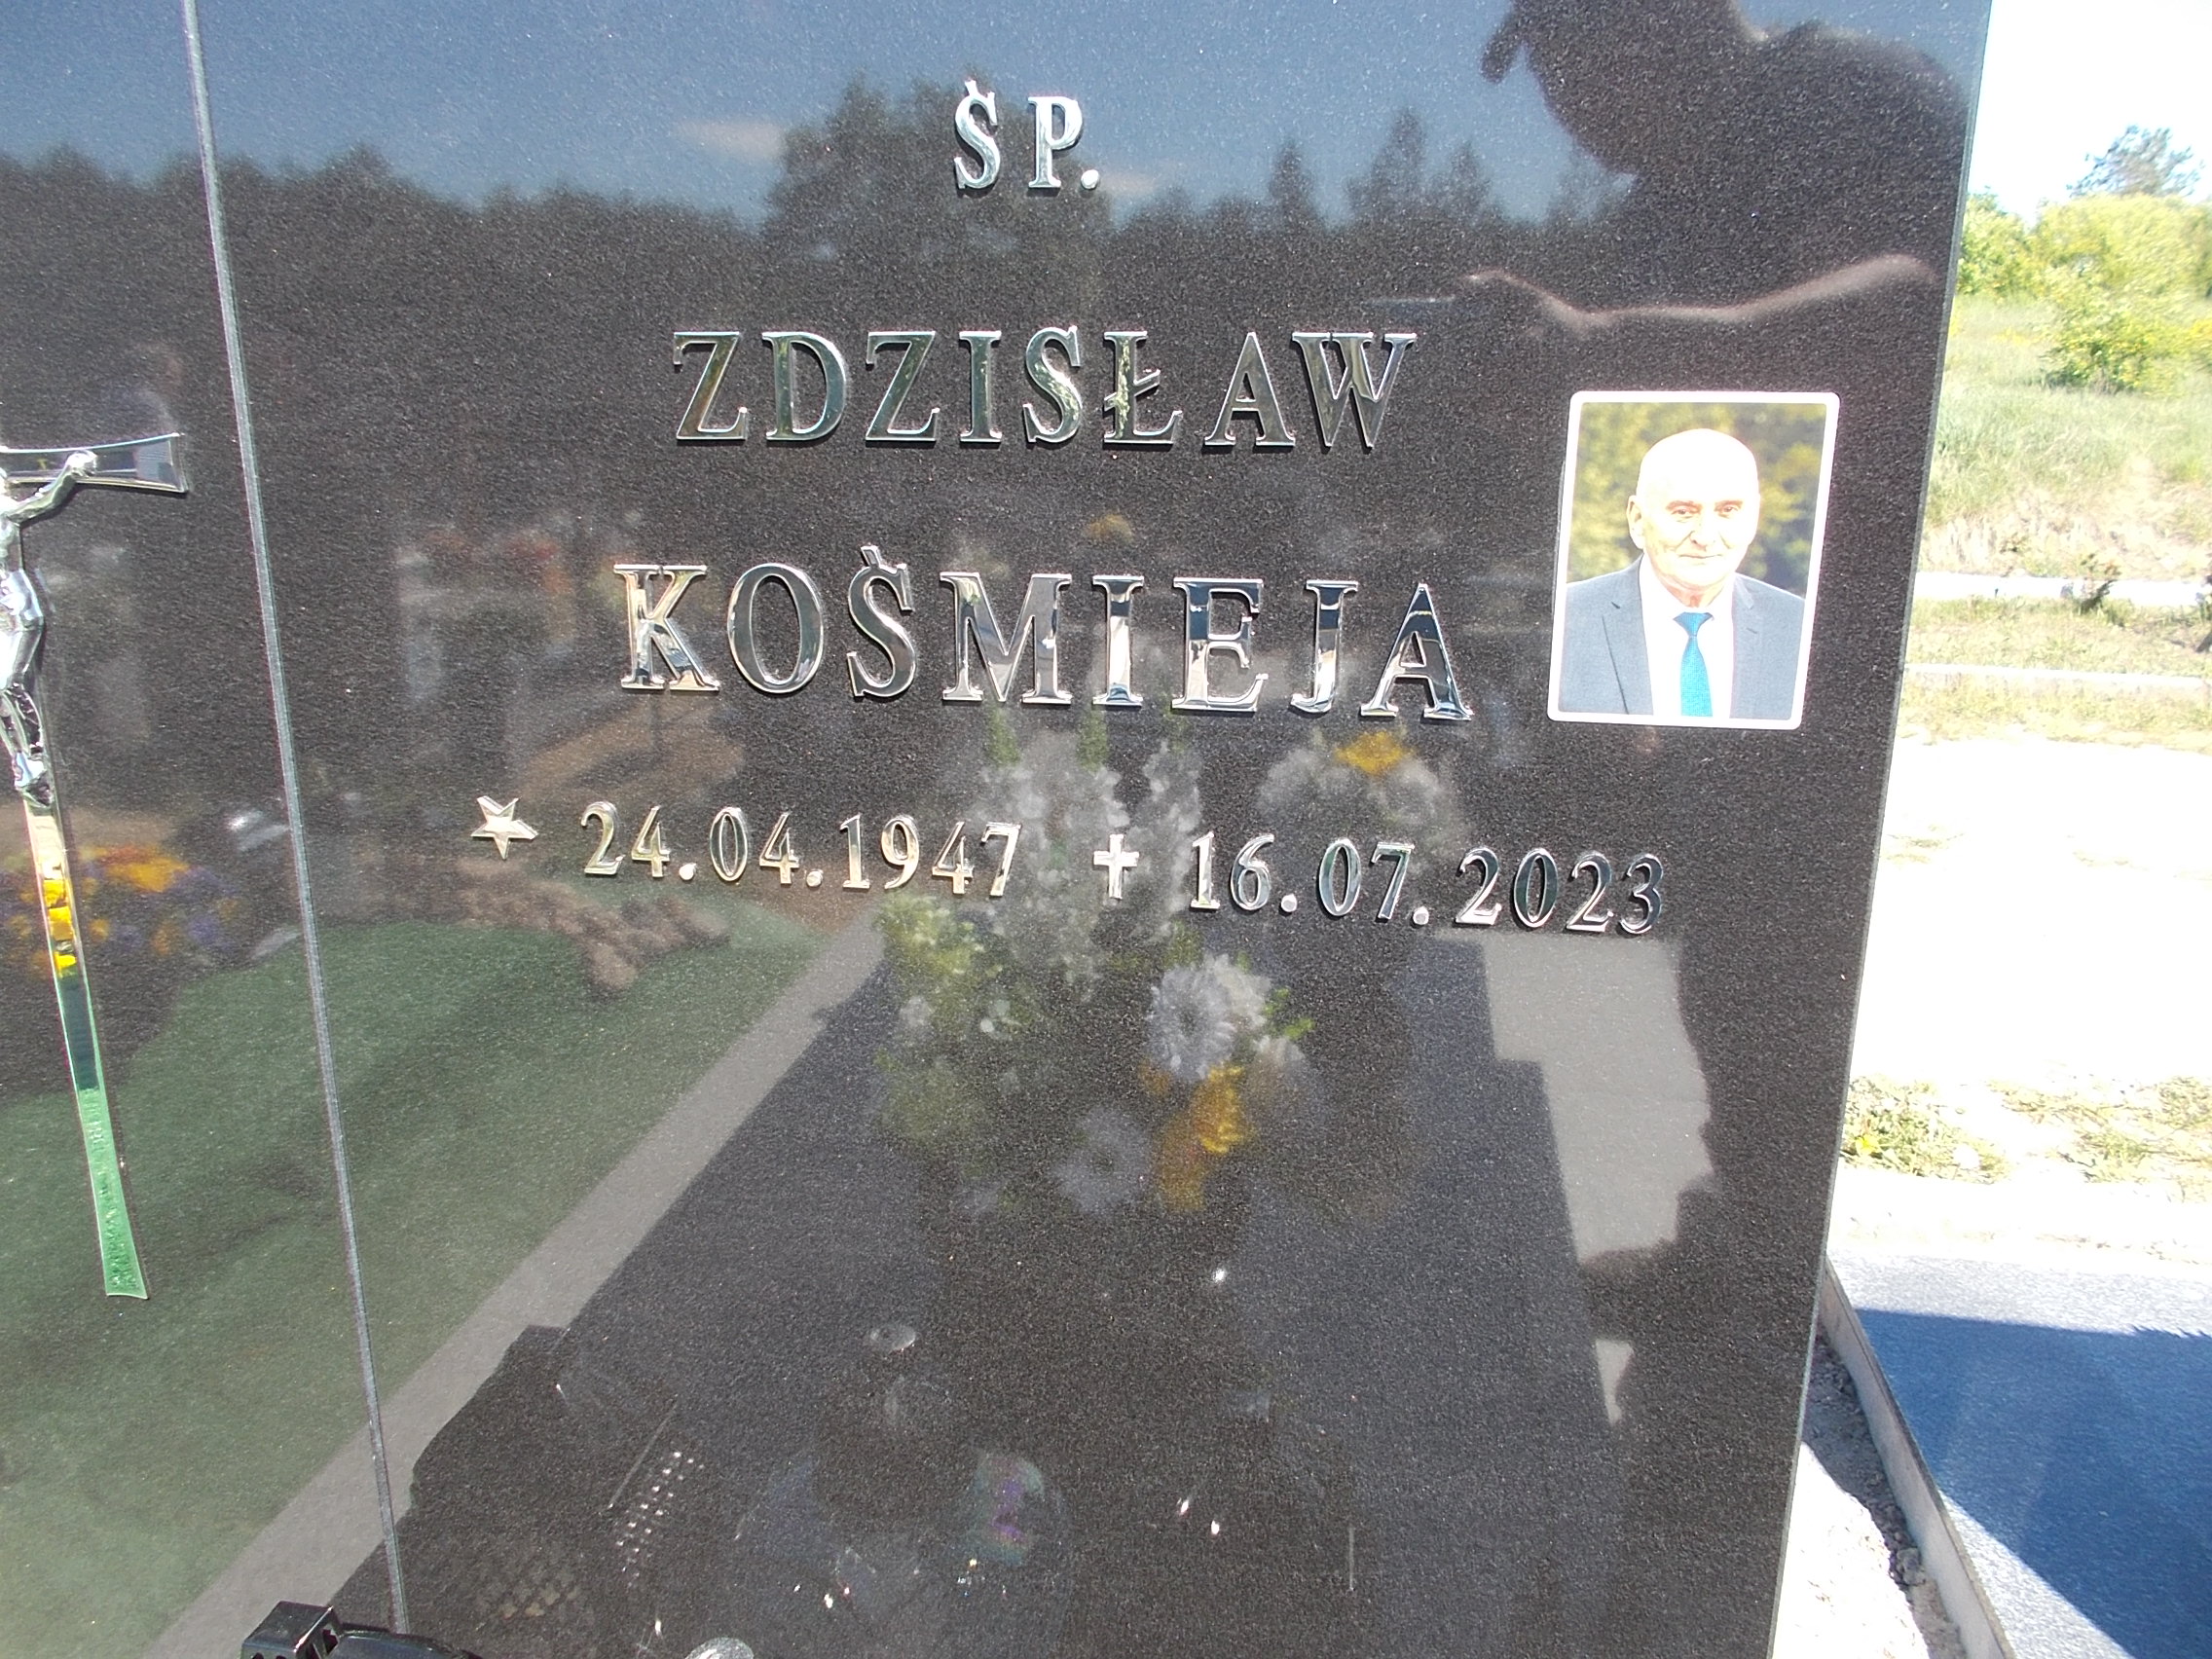 ŚP.
ZDZISŁAW
KOŚMIEJA
24.04.1947 16.07.2023